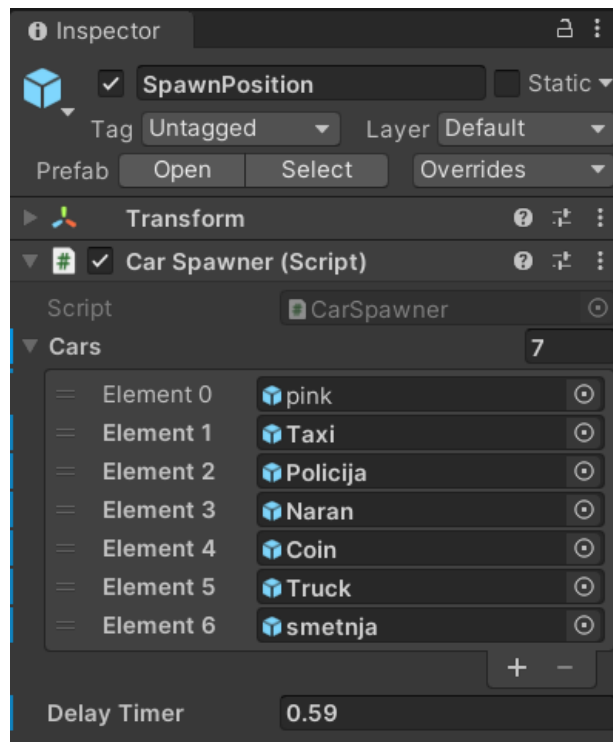 Inspector
SpawnPosition Static
Tag Untagged Layer Default
Prefab Open Select Overrides
Transform
# Car Spawner (Script)
Script # CarSpawner
Cars 7
Element 0 pink
Element 1 Taxi
Element 2 Policija
Element 3 Naran
Element 4 Coin
Element 5 Truck
Element 6 smetnja
+ -
Delay Timer 0.59